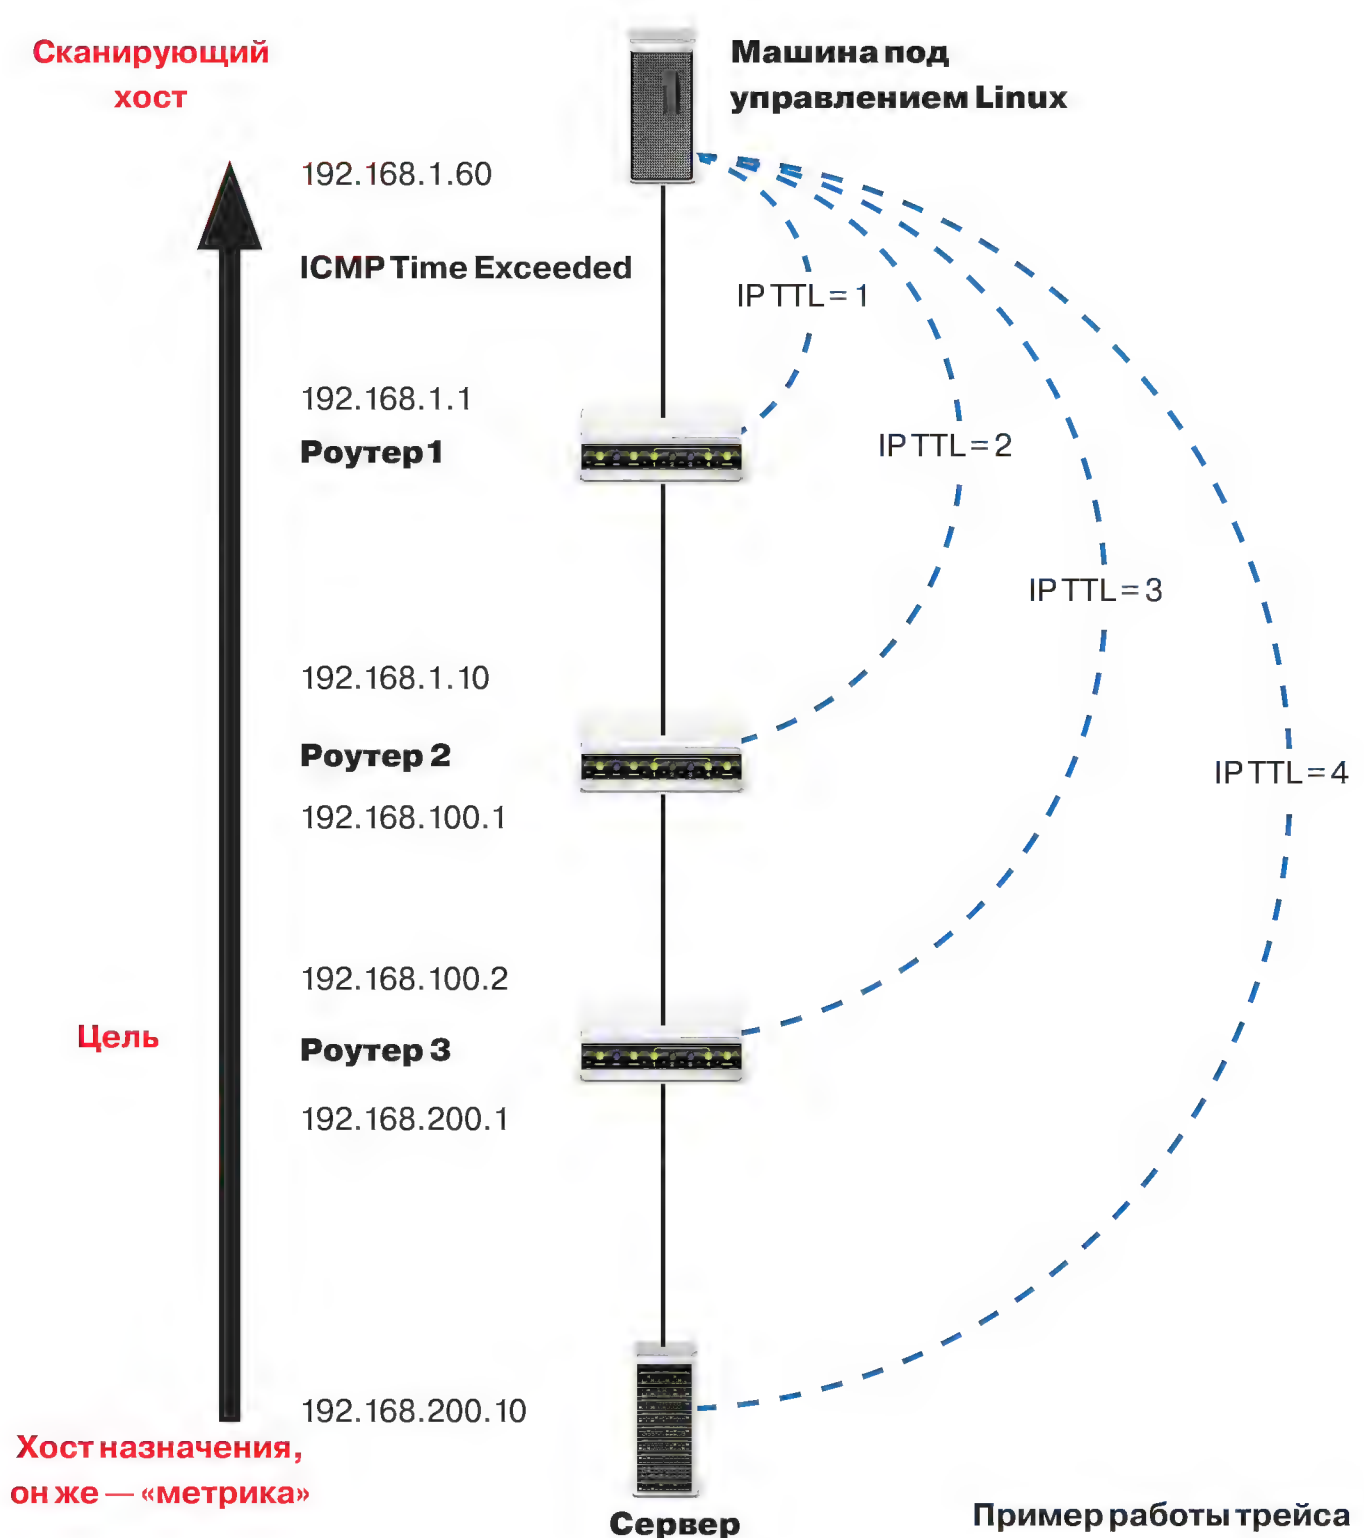 Сканирующий
хост
Машина под
управлением Linux
192.168.1.60
ICMP Time Exceeded
IP TTL = 1
192.168.1.1
Роутер 1
IP TTL = 2
IP TTL = 3
192.168.1.10
Роутер 2
IP TTL = 4
192.168.100.1
192.168.100.2
Цель
Роутер 3
192.168.200.1
192.168.200.10
Хост назначения,
он же — «метрика»
Сервер
Пример работы трейса